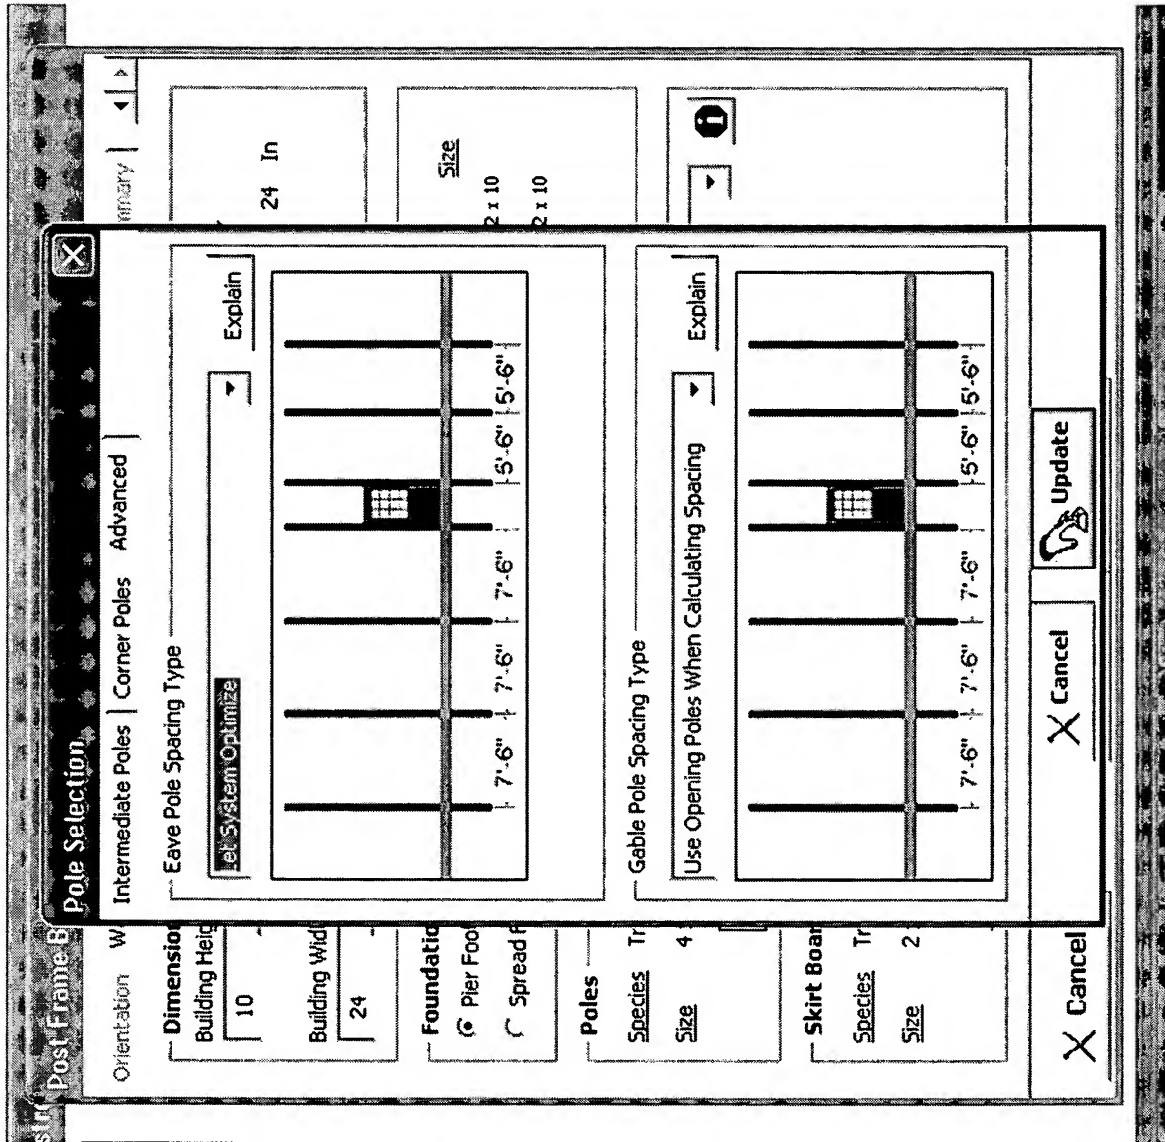 Post Frame B
Pole Selection
Orientation W
mmary
Intermediate Poles Corner Poles Advanced
Dimension
Building Heig
10
Building Widt
24
24 In
Foundatio
Pier Foo
Spread F
Size
2 x 10
2 x 10
Poles
Species Tr
Size 4
Skirt Boar
Species Tr
Size 2
Eave Pole Spacing Type
Let System Optimize
Explain
7'-6" 7'-6" 7'-6" 5'-6" 5'-6"
Gable Pole Spacing Type
Use Opening Poles When Calculating Spacing
Explain
7'-6" 7'-6" 7'-6" 5'-6" 5'-6"
Cancel
Update
Cancel